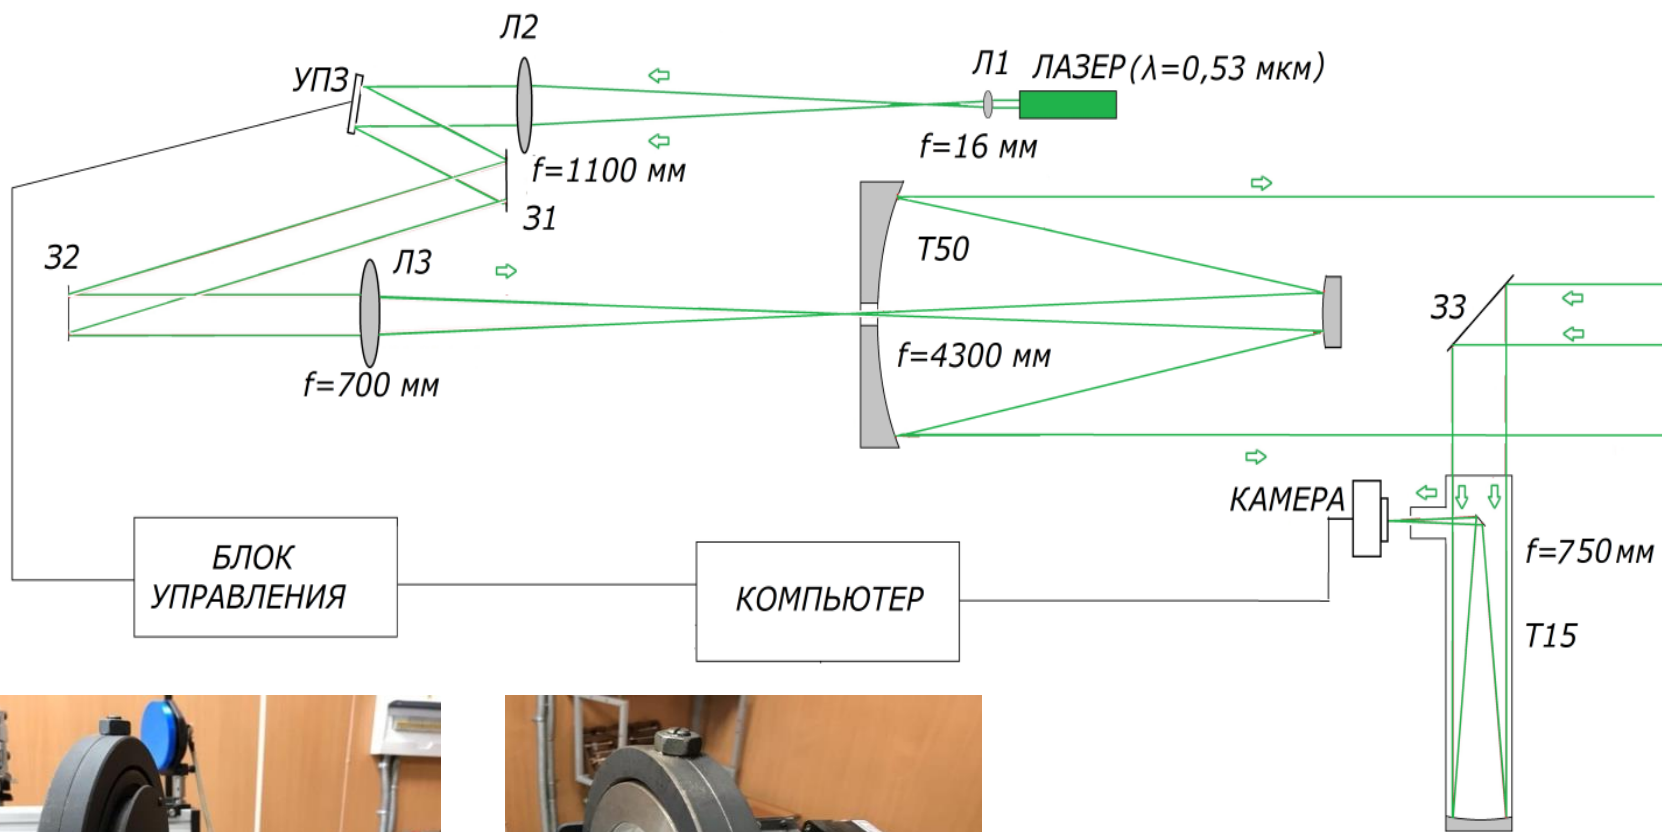 Л2
Л1 ЛАЗЕР(λ=0,53 мкм)
УПЗ
f=16 мм
f=1100 мм
З1
З2
Л3
Т50
З3
f=4300 мм
f=700 мм
КАМЕРА
БЛОК
УПРАВЛЕНИЯ
КОМПЬЮТЕР
f=750мм
Т15